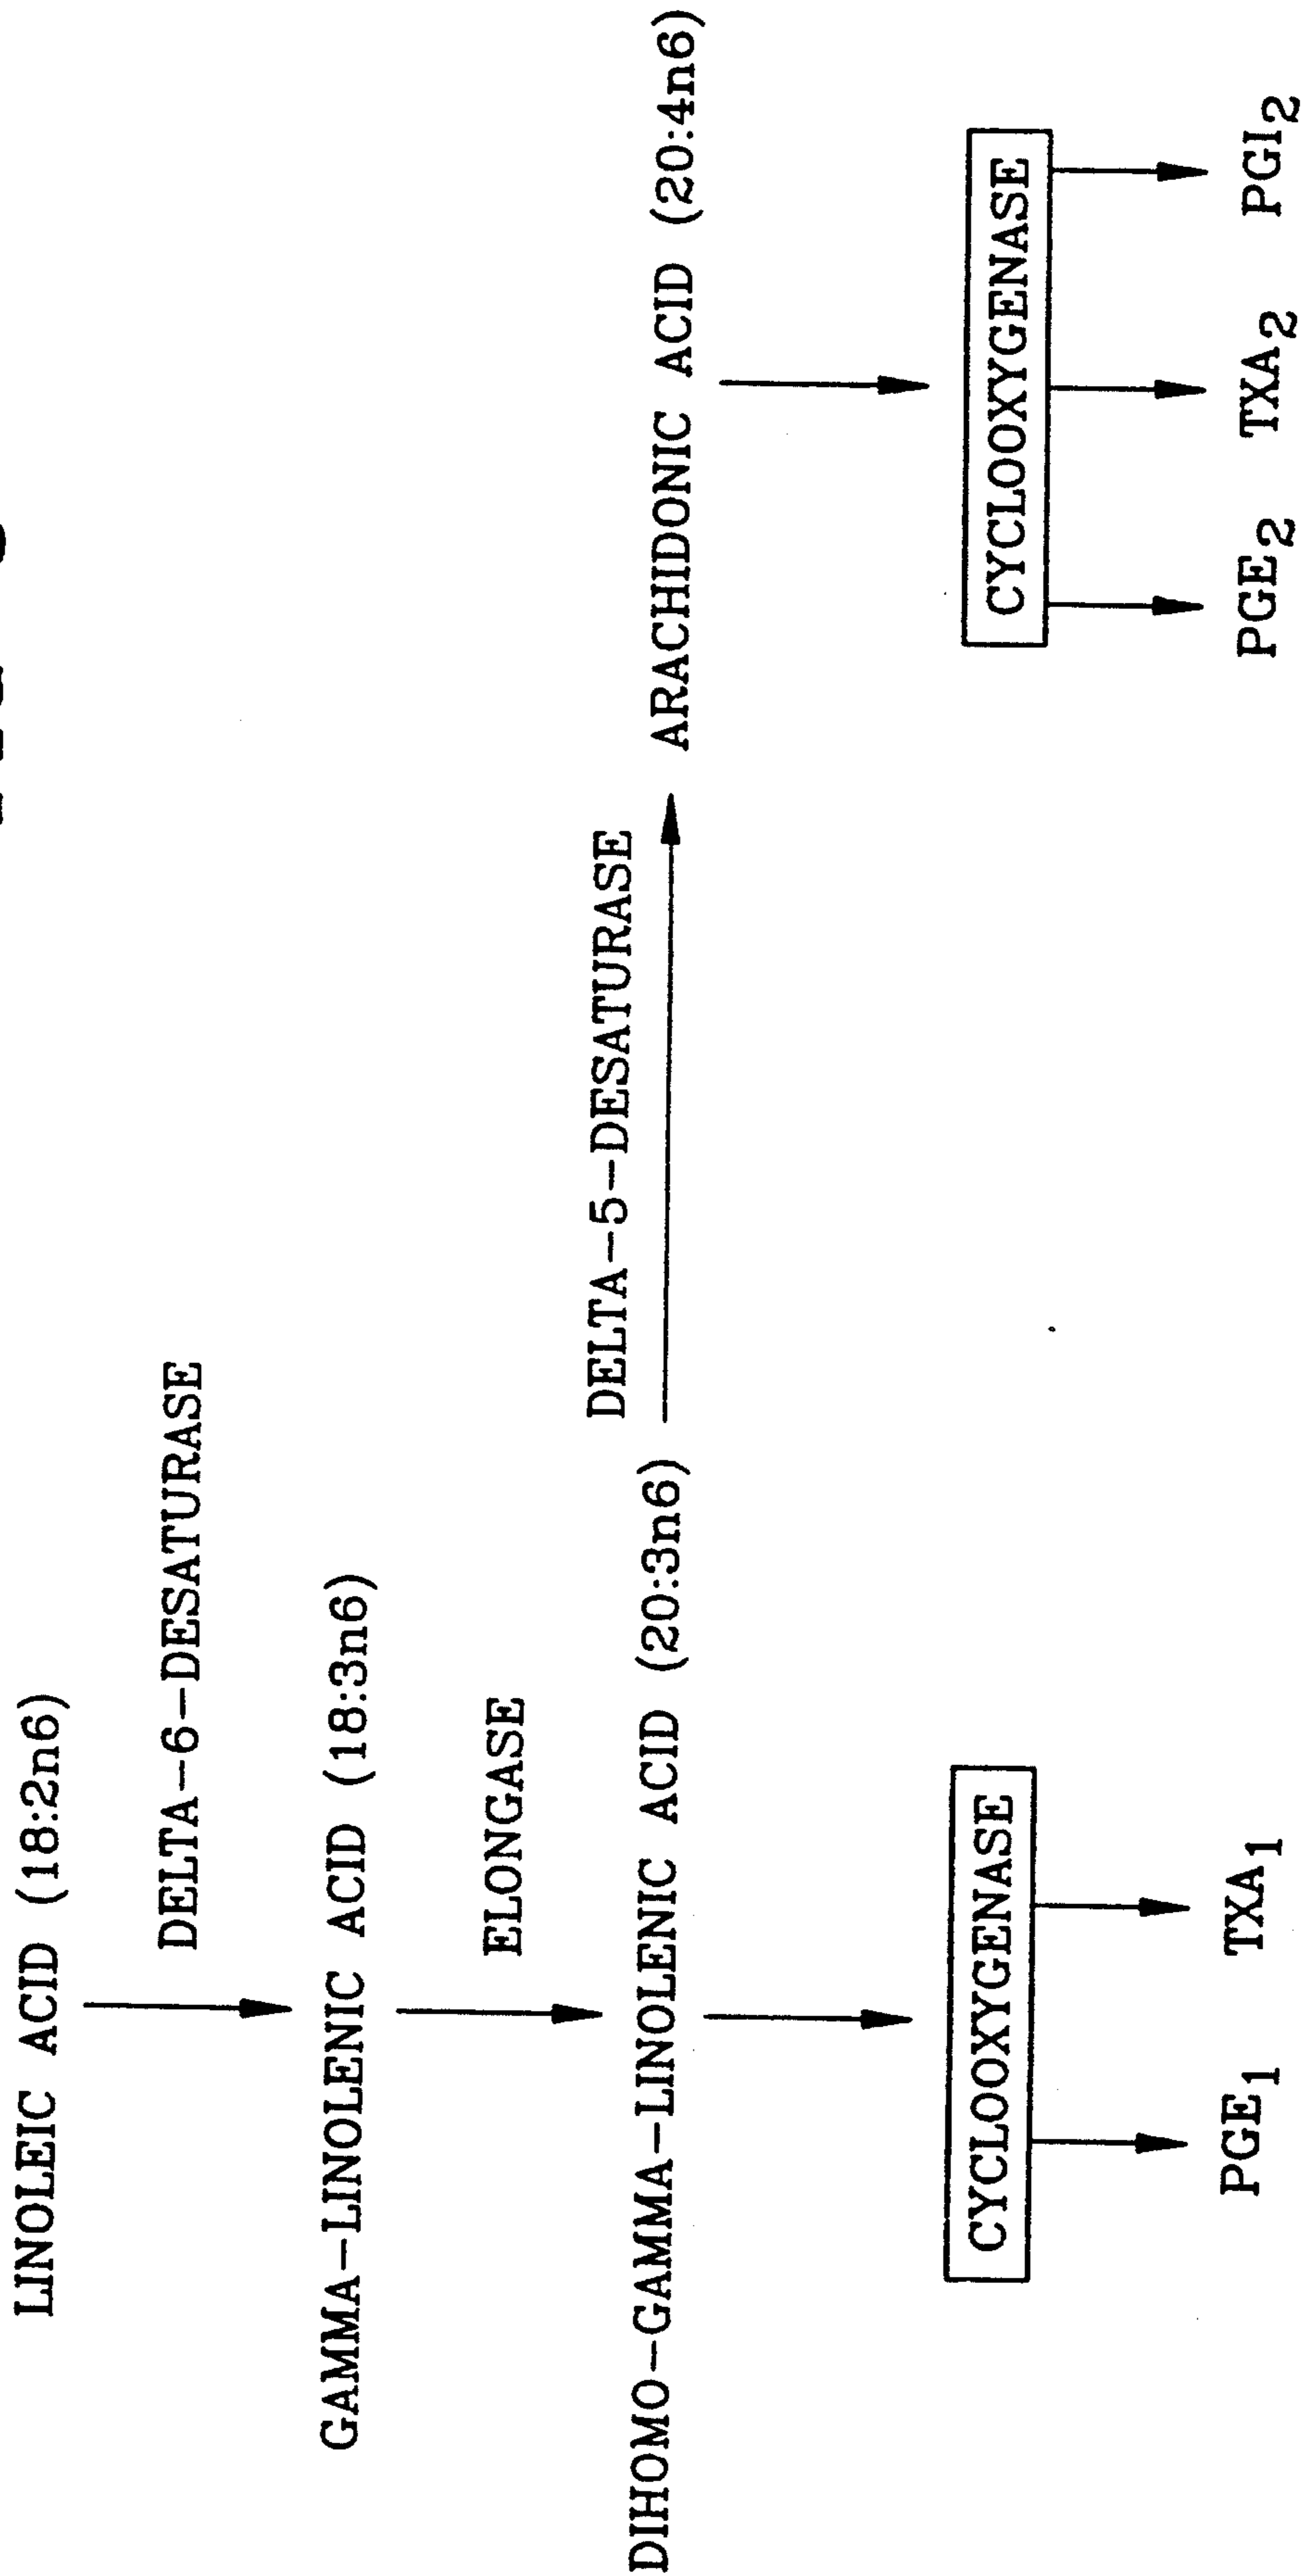 LINOLEIC ACID (18:2n6)
DELTA-6-DESATURASE
GAMMA-LINOLENIC ACID (18:3n6)
ELONGASE
DELTA-5-DESATURASE
DIHOMO-GAMMA-LINOLENIC ACID (20:3n6)
ARACHIDONIC ACID (20:4n6)
CYCLOOXYGENASE
CYCLOOXYGENASE
PGE1 TXA1
PGE2 TXA2 PGI2